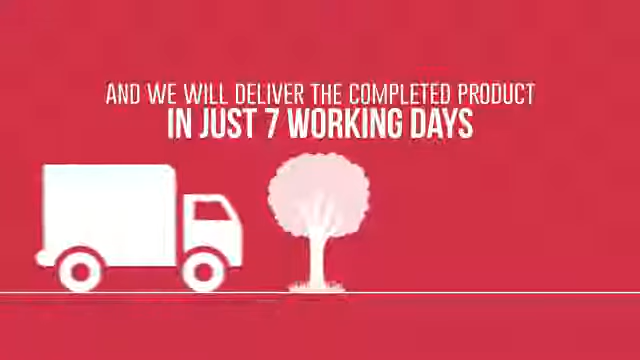 AND WE WILL DELIVER THE COMPLETED PRODUCT
IN JUST 7 WORKING DAYS